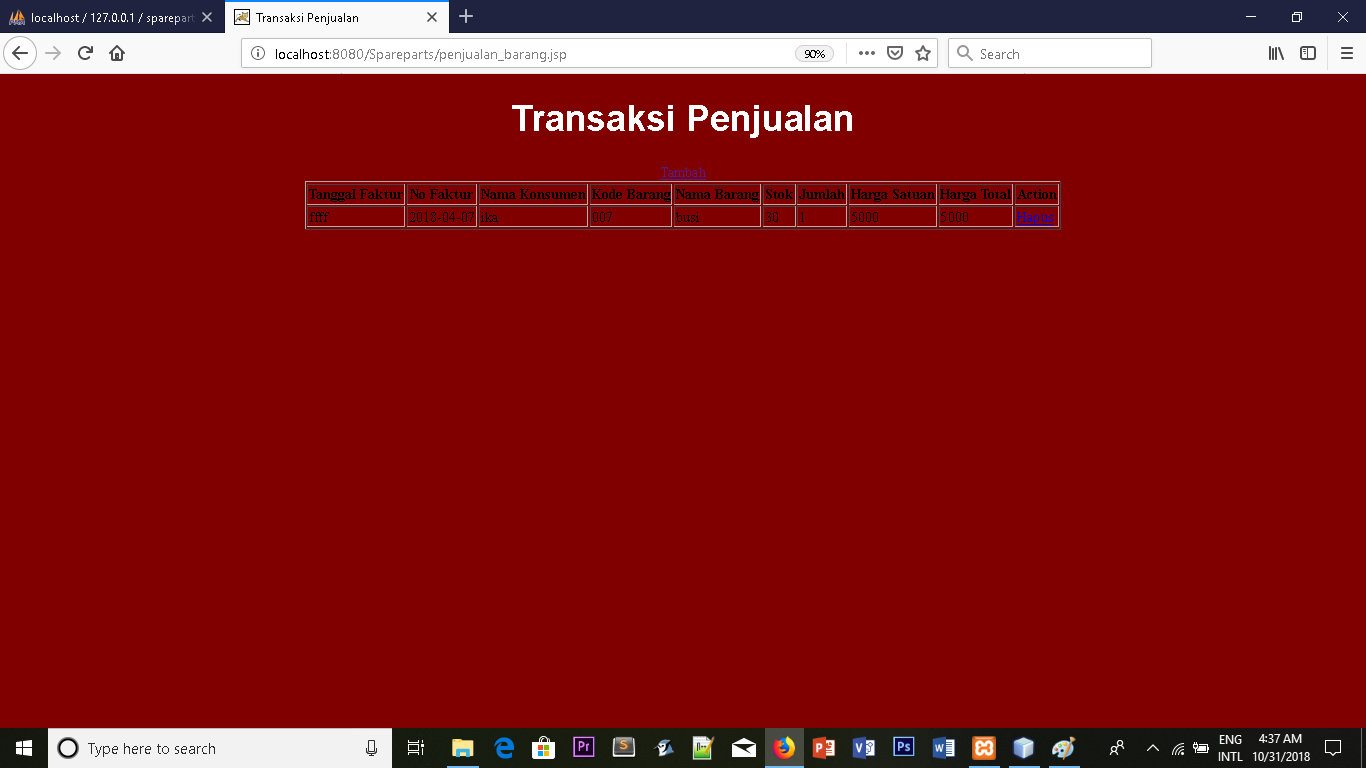 localhost / 127.0.0.1 / sparepart
Transaksi Penjualan
localhost:8080/Spareparts/penjualan_barang.jsp
90%
Search
Transaksi Penjualan
Tambah
Tanggal Faktur No Faktur Nama Konsumen Kode Barang Nama Barang Stok Jumlah Harga Satuan Harga Total Action
ffff 2018-04-07 ika 007 busi 30 1 5000 5000 Hapus
Type here to search
ENG 4:37 AM
INTL 10/31/2018